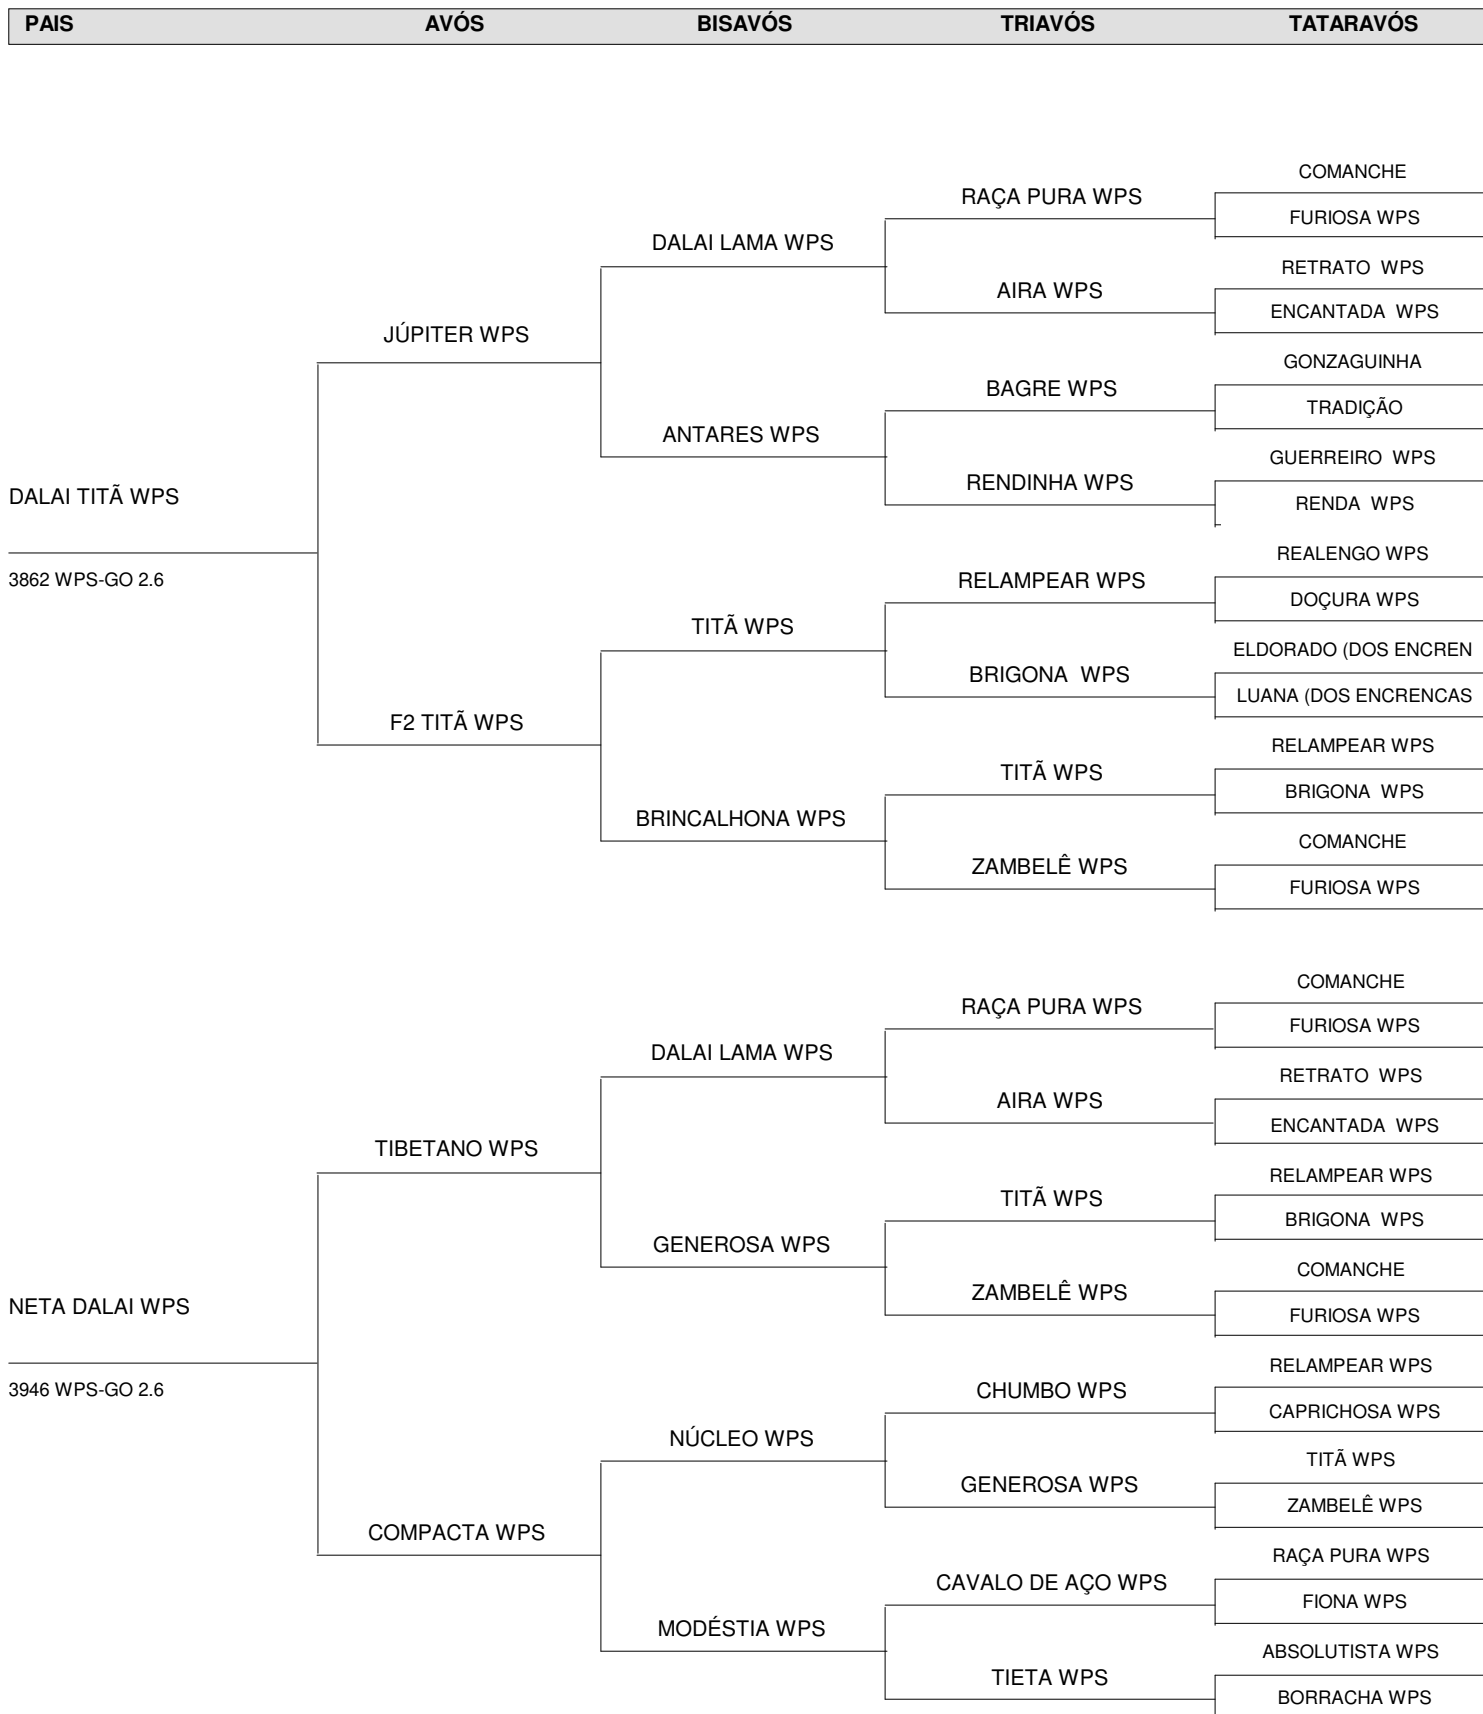 PAIS AVÓS BISAVÓS TRIAVÓS TATARAVÓS
COMANCHE
RAÇA PURA WPS
FURIOSA WPS
DALAI LAMA WPS
RETRATO WPS
AIRA WPS
ENCANTADA WPS
JÚPITER WPS
GONZAGUINHA
BAGRE WPS
TRADIÇÃO
ANTARES WPS
GUERREIRO WPS
RENDINHA WPS
DALAI TITÃ WPS
RENDA WPS
REALENGO WPS
3862 WPS-GO 2.6
RELAMPEAR WPS
DOÇURA WPS
TITÃ WPS
ELDORADO (DOS ENCREN
BRIGONA WPS
LUANA (DOS ENCRENCAS
F2 TITÃ WPS
RELAMPEAR WPS
TITÃ WPS
BRIGONA WPS
BRINCALHONA WPS
COMANCHE
ZAMBELÊ WPS
FURIOSA WPS
COMANCHE
RAÇA PURA WPS
FURIOSA WPS
DALAI LAMA WPS
RETRATO WPS
AIRA WPS
ENCANTADA WPS
TIBETANO WPS
RELAMPEAR WPS
TITÃ WPS
BRIGONA WPS
GENEROSA WPS
COMANCHE
ZAMBELÊ WPS
NETA DALAI WPS
FURIOSA WPS
RELAMPEAR WPS
3946 WPS-GO 2.6
CHUMBO WPS
CAPRICHOSA WPS
NÚCLEO WPS
TITÃ WPS
GENEROSA WPS
ZAMBELÊ WPS
COMPACTA WPS
RAÇA PURA WPS
CAVALO DE AÇO WPS
FIONA WPS
MODÉSTIA WPS
ABSOLUTISTA WPS
TIETA WPS
BORRACHA WPS